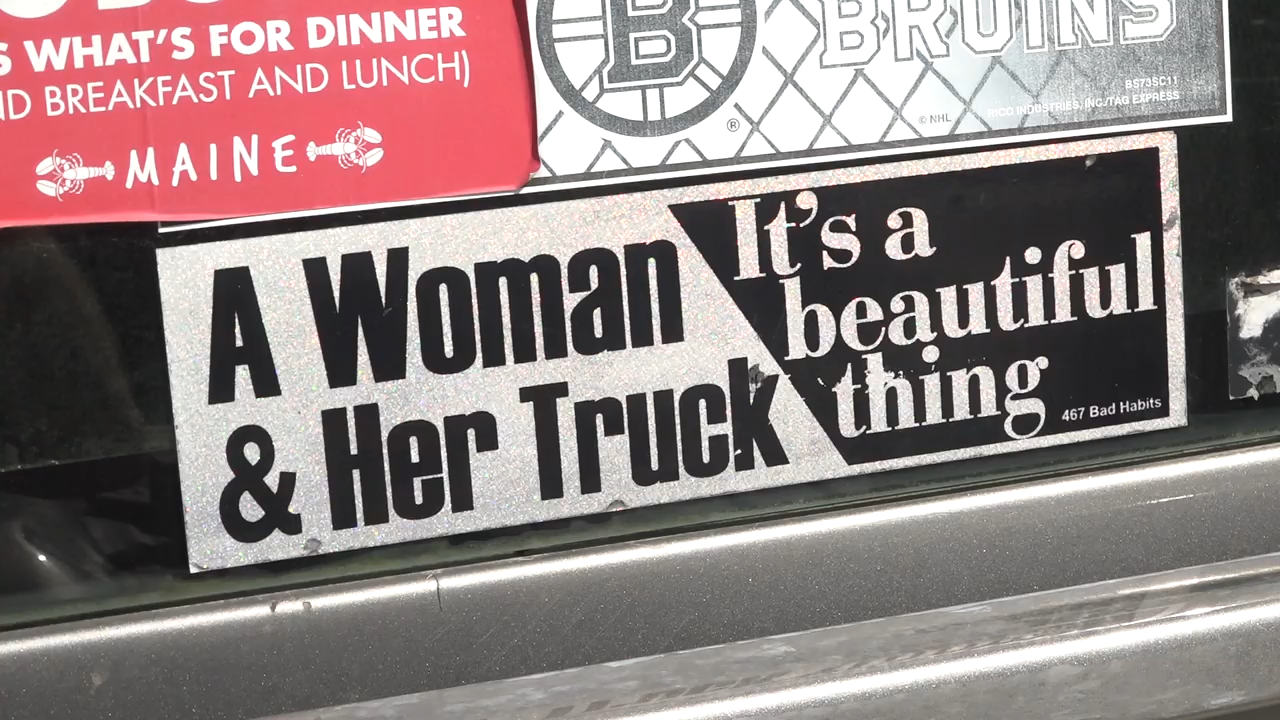 S WHAT'S FOR DINNER
ND BREAKFAST AND LUNCH)
MAINE
B
BRUINS
BS73SC11
® © NHL RICO INDUSTRIES, INC/TAG EXPRESS
A Woman
& Her Truck
It's a
beautiful
thing
467 Bad Habits